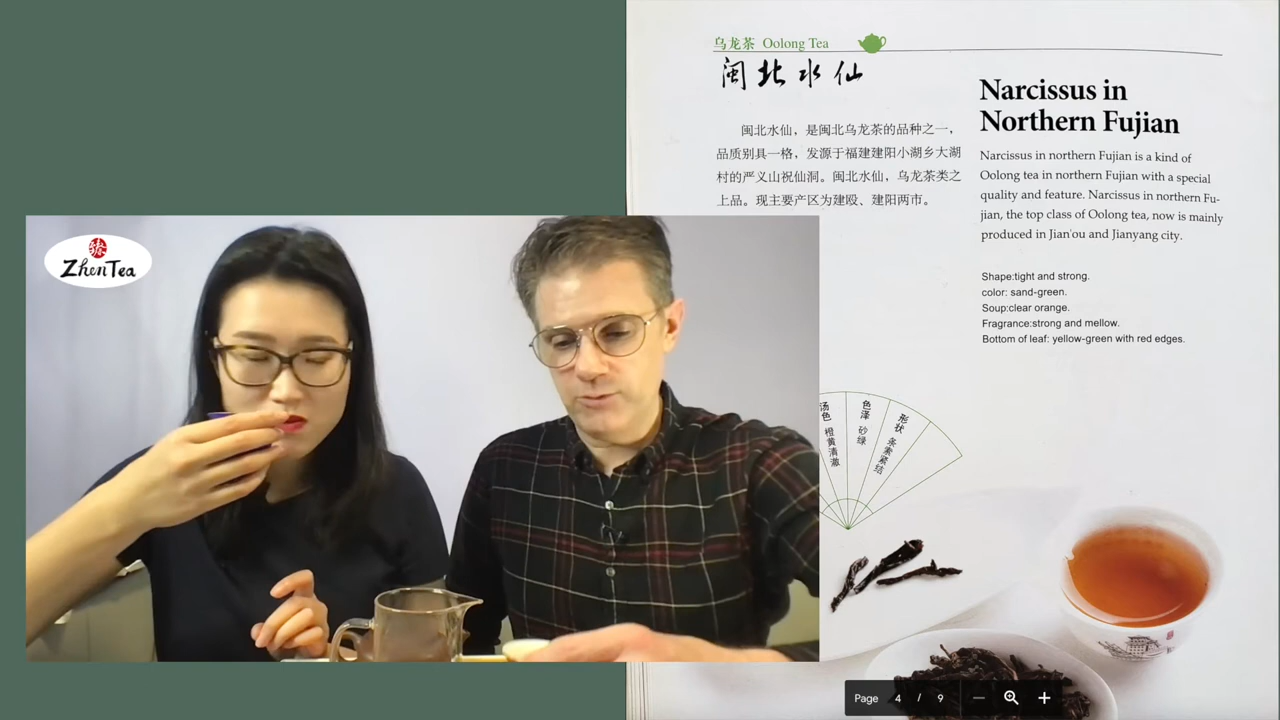 乌龙茶 Oolong Tea
闽北水仙
闽北水仙，是闽北乌龙茶的品种之一，
品质别具一格，发源于福建建阳小湖乡大湖
村的严义山祝仙洞。闽北水仙，乌龙茶类之
上品。现主要产区为建瓯、建阳两市。
Narcissus in
Northern Fujian
Narcissus in northern Fujian is a kind of
Oolong tea in northern Fujian with a special
quality and feature. Narcissus in northern Fu-
jian, the top class of Oolong tea, now is mainly
produced in Jian'ou and Jianyang city.
Shape:tight and strong.
color: sand-green.
Soup:clear orange.
Fragrance:strong and mellow.
Bottom of leaf: yellow-green with red edges.
臻
Zhen Tea
汤色 橙黄清澈
色泽 砂绿
形状 条索紧结
Page 4 / 9